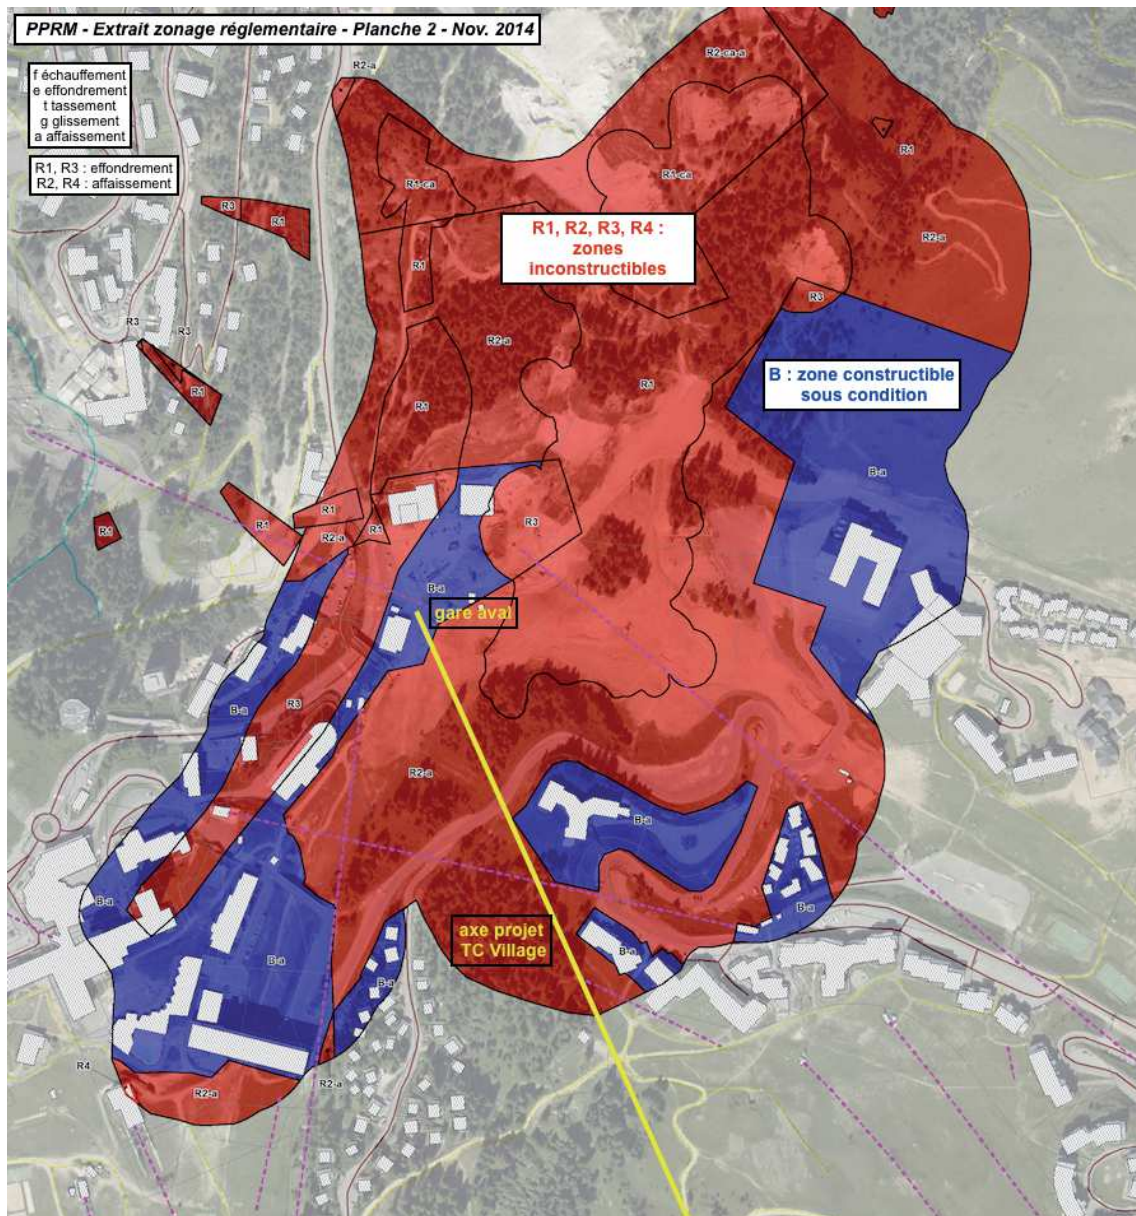 PPRM - Extrait zonage réglementaire - Planche 2 - Nov. 2014
f échauffement
e effondrement
t tassement
g glissement
a affaissement
R1, R3 : effondrement
R2, R4 : affaissement
R2-a
R2-ca-a
R1
R1-ca
R1-ca
R3
R1
R1, R2, R3, R4 :
zones
inconstructibles
R2-a
R1
R3
R3
R3
R2-a
B : zone constructible
sous condition
R1
R1
R1
B-a
R1
R1
R1
R1
R3
R2-a
B-a
gare aval
R3
B-a
R2-a
B-a
B-a
B-a
axe projet
TC Village
B-a
B-a
B-a
R4
R2-a
R2-a